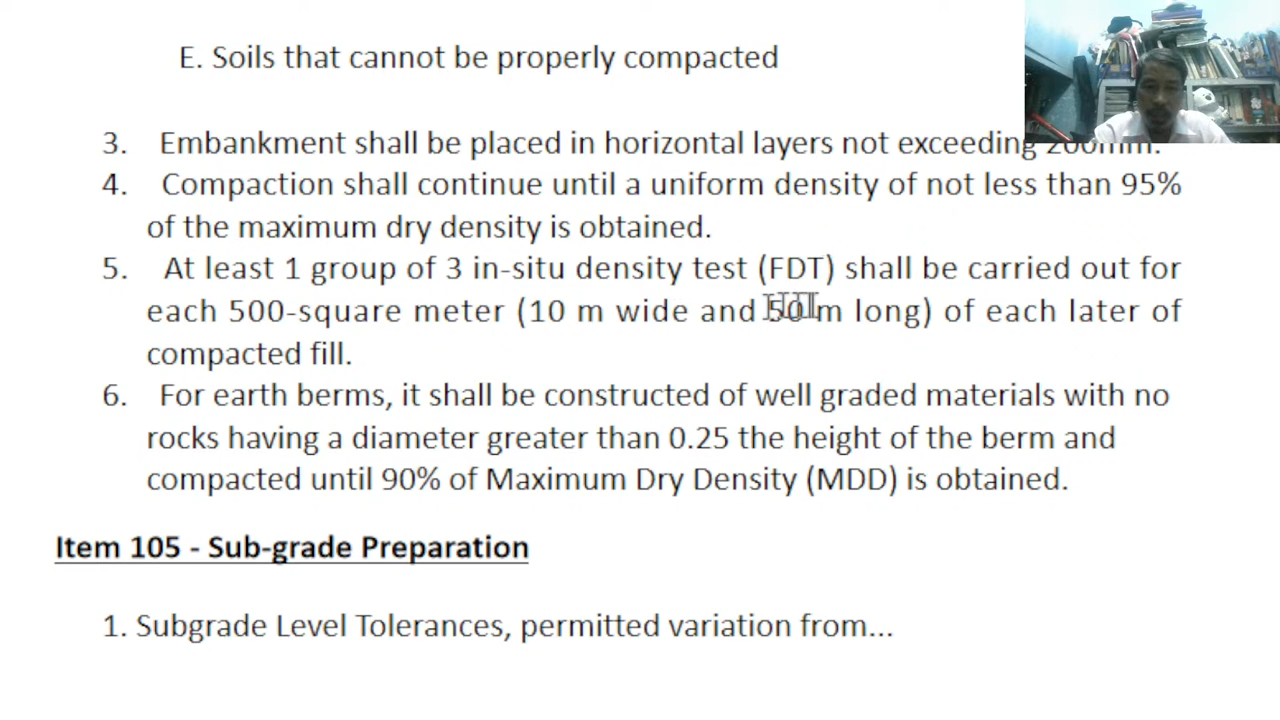 E. Soils that cannot be properly compacted
3. Embankment shall be placed in horizontal layers not exceeding 200mm.
4. Compaction shall continue until a uniform density of not less than 95%
of the maximum dry density is obtained.
5. At least 1 group of 3 in-situ density test (FDT) shall be carried out for
each 500-square meter (10 m wide and 50 m long) of each later of
compacted fill.
6. For earth berms, it shall be constructed of well graded materials with no
rocks having a diameter greater than 0.25 the height of the berm and
compacted until 90% of Maximum Dry Density (MDD) is obtained.
Item 105 - Sub-grade Preparation
1. Subgrade Level Tolerances, permitted variation from...